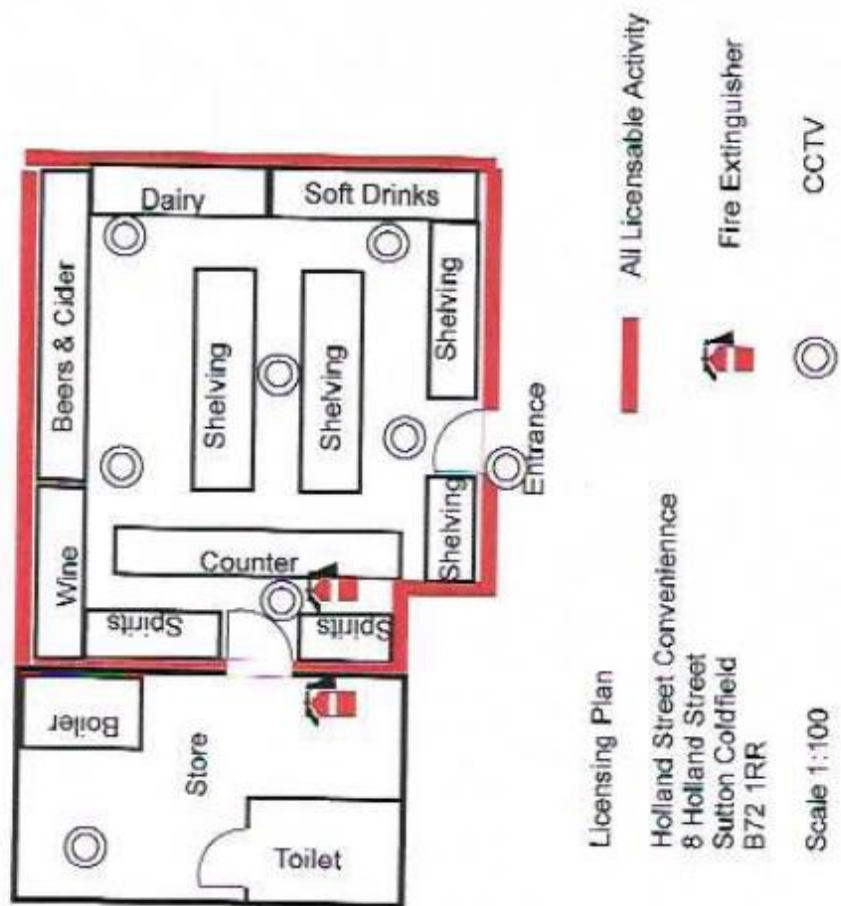 Beers & Cider
Dairy
Soft Drinks
Wine
Shelving
Shelving
Shelving
Shelving
Counter
Spirits
Spirits
Boiler
Store
Toilet
Entrance
Licensing Plan
Holland Street Conveniennce
8 Holland Street
Sutton Coldfield
B72 1RR
Scale 1:100
All Licensable Activity
Fire Extinguisher
CCTV